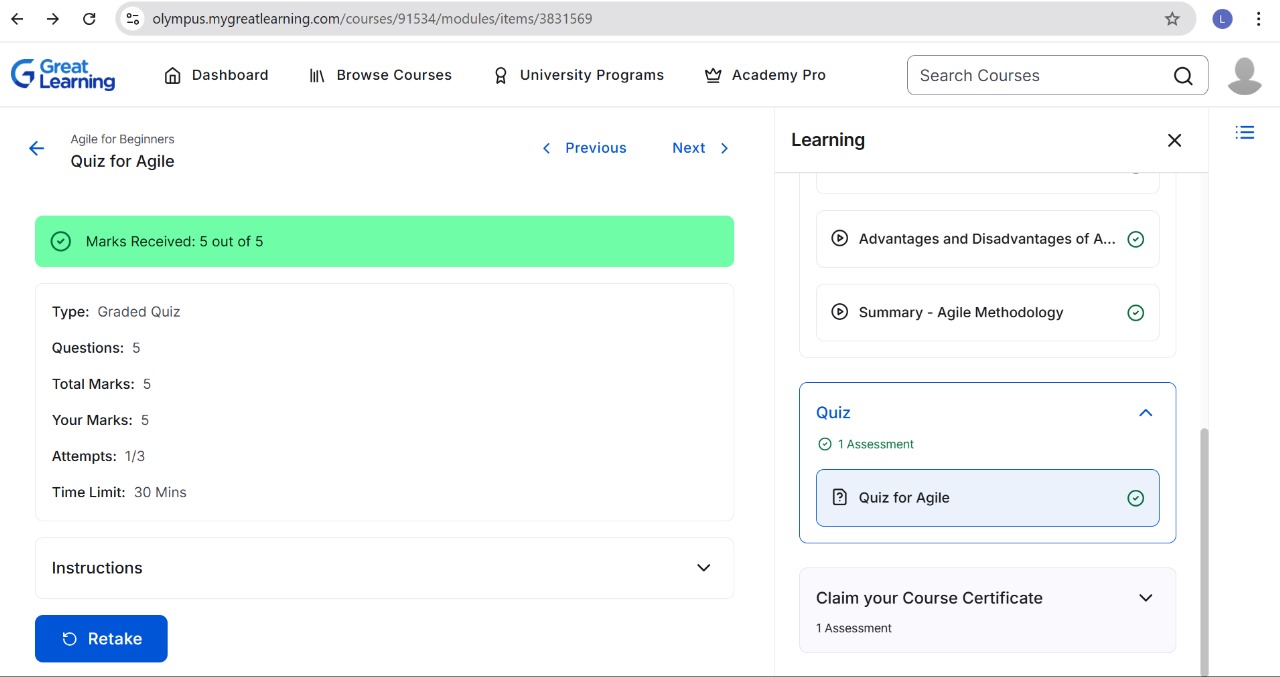 olympus.mygreatlearning.com/courses/91534/modules/items/3831569
L
Great Learning
Dashboard
Browse Courses
University Programs
Academy Pro
Search Courses
Agile for Beginners
Quiz for Agile
Previous
Next
Marks Received: 5 out of 5
Type: Graded Quiz
Questions: 5
Total Marks: 5
Your Marks: 5
Attempts: 1/3
Time Limit: 30 Mins
Instructions
Retake
Learning
Advantages and Disadvantages of A...
Summary - Agile Methodology
Quiz
1 Assessment
Quiz for Agile
Claim your Course Certificate
1 Assessment